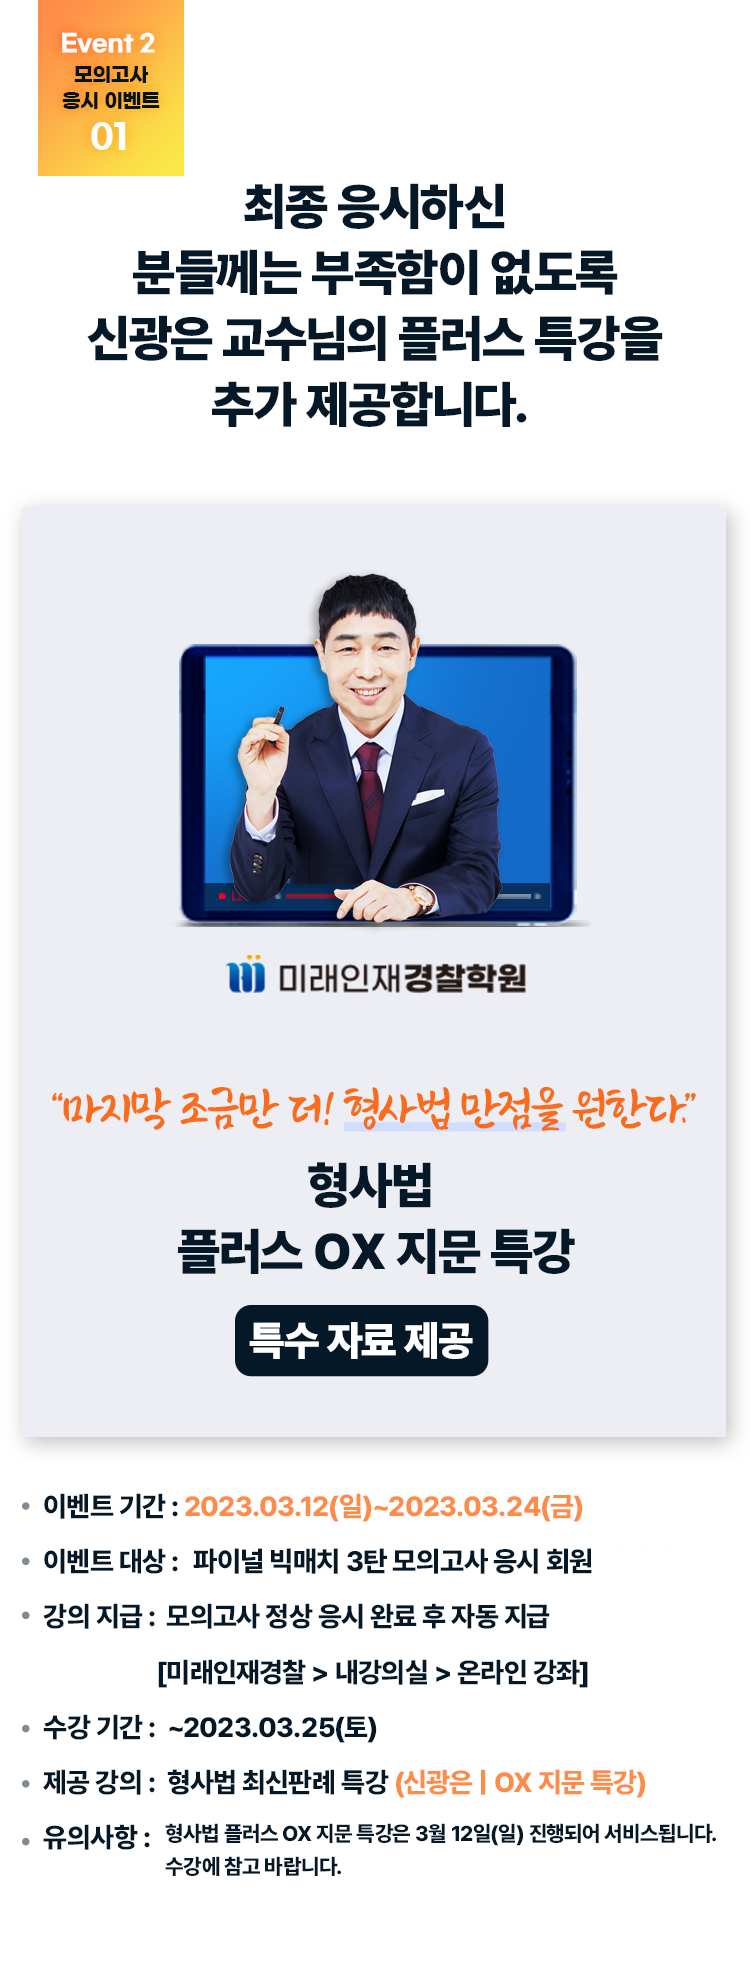 Event 2
모의고사
응시 이벤트
01
최종 응시하신
분들께는 부족함이 없도록
신광은 교수님의 플러스 특강을
추가 제공합니다.
미래인재경찰학원
“마지막 조금만 더! 형사법 만점을 원한다.”
형사법
플러스 OX 지문 특강
특수 자료 제공
• 이벤트 기간 : 2023.03.12(일)~2023.03.24(금)
• 이벤트 대상 : 파이널 빅매치 3탄 모의고사 응시 회원
• 강의 지급 : 모의고사 정상 응시 완료 후 자동 지급
[미래인재경찰 > 내강의실 > 온라인 강좌]
• 수강 기간 : ~2023.03.25(토)
• 제공 강의 : 형사법 최신판례 특강 (신광은 | OX 지문 특강)
• 유의사항 : 형사법 플러스 OX 지문 특강은 3월 12일(일) 진행되어 서비스됩니다.
수강에 참고 바랍니다.